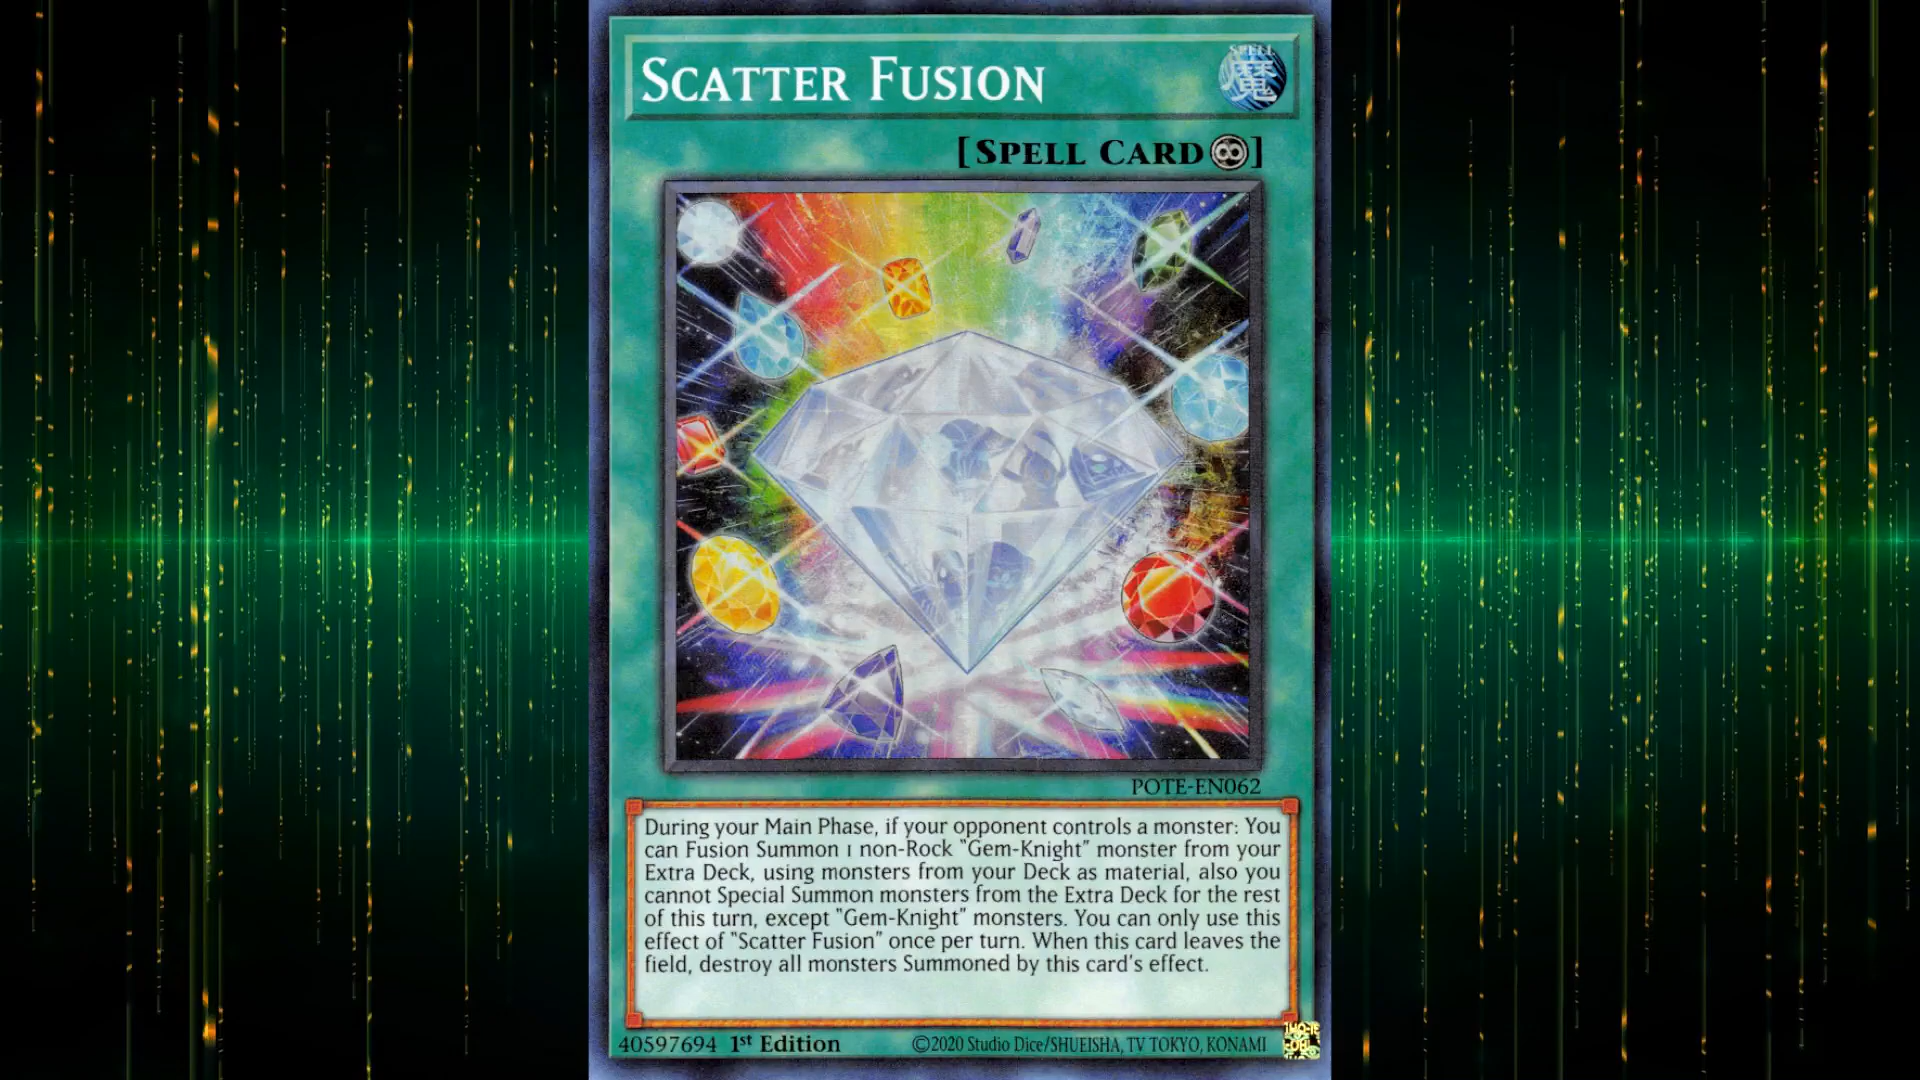 SCATTER FUSION
SPELL
魔
[SPELL CARD]
POTE-EN062
During your Main Phase, if your opponent controls a monster: You
can Fusion Summon 1 non-Rock "Gem-Knight" monster from your
Extra Deck, using monsters from your Deck as material, also you
cannot Special Summon monsters from the Extra Deck for the rest
of this turn, except "Gem-Knight" monsters. You can only use this
effect of "Scatter Fusion" once per turn. When this card leaves the
field, destroy all monsters Summoned by this card's effect.
40597694 1st Edition ©2020 Studio Dice/SHUEISHA, TV TOKYO, KONAMI